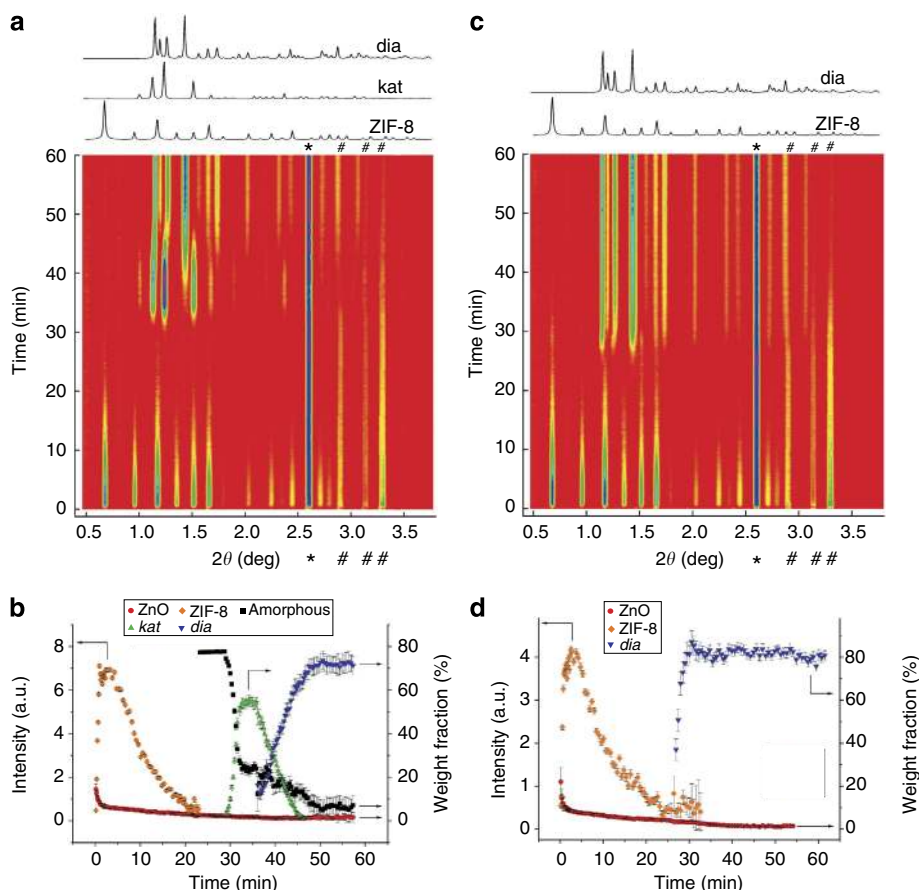 a
dia
kat
ZIF-8
* # # #
60
50
40
30
20
10
0
Time (min)
0.5 1.0 1.5 2.0 2.5 3.0 3.5
2θ (deg) * # # #
c
dia
ZIF-8
* # # #
60
50
40
30
20
10
0
Time (min)
0.5 1.0 1.5 2.0 2.5 3.0 3.5
2θ (deg) * # # #
b
ZnO ZIF-8 Amorphous
kat dia
8
7
6
5
4
3
2
1
0
Intensity (a.u.)
80
60
40
20
0
Weight fraction (%)
0 10 20 30 40 50 60
Time (min)
d
ZnO
ZIF-8
dia
4
3
2
1
0
Intensity (a.u.)
80
60
40
20
0
Weight fraction (%)
0 10 20 30 40 50 60
Time (min)